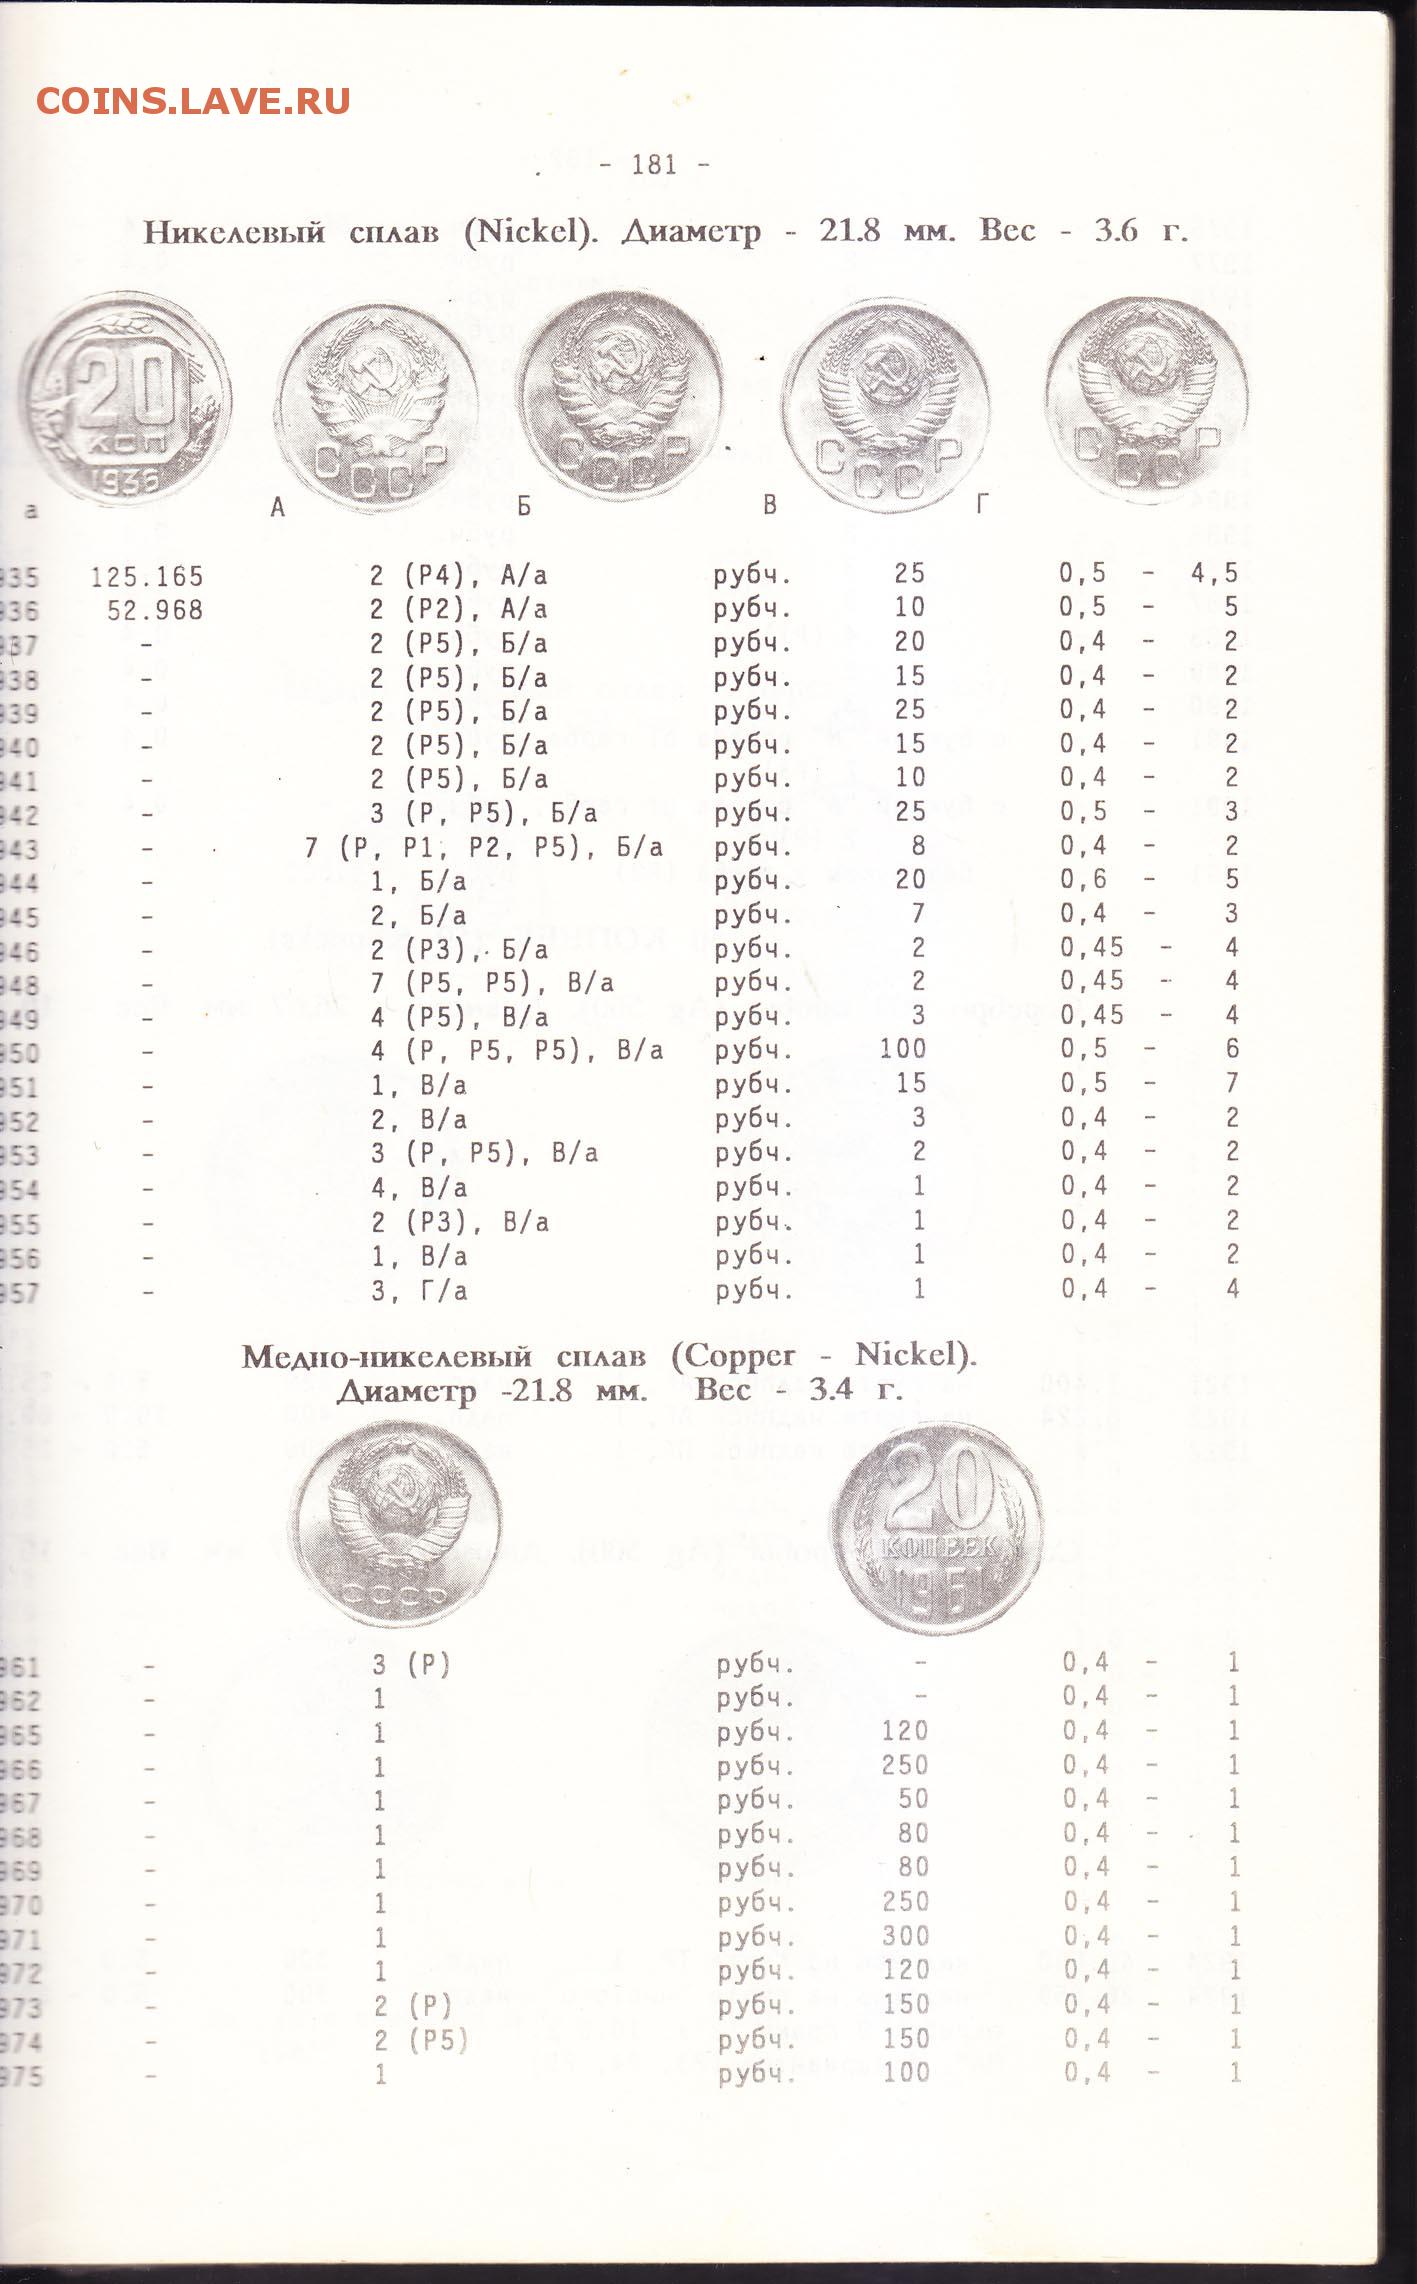 COINS.LAVE.RU
- 181 -
Никелевый сплав (Nickel). Диаметр - 21.8 мм. Вес - 3.6 г.
20
КОП
1936
СССР
СССР
СССР
СССР
а А Б В Г
935 125.165 2 (Р4), А/а рубч. 25 0,5 - 4,5
936 52.968 2 (Р2), А/а рубч. 10 0,5 - 5
937 - 2 (Р5), Б/а рубч. 20 0,4 - 2
938 - 2 (Р5), Б/а рубч. 15 0,4 - 2
939 - 2 (Р5), Б/а рубч. 25 0,4 - 2
940 - 2 (Р5), Б/а рубч. 15 0,4 - 2
941 - 2 (Р5), Б/а рубч. 10 0,4 - 2
942 - 3 (Р, Р5), Б/а рубч. 25 0,5 - 3
943 - 7 (Р, Р1, Р2, Р5), Б/а рубч. 8 0,4 - 2
944 - 1, Б/а рубч. 20 0,6 - 5
945 - 2, Б/а рубч. 7 0,4 - 3
946 - 2 (Р3), Б/а рубч. 2 0,45 - 4
948 - 7 (Р5, Р5), В/а рубч. 2 0,45 - 4
949 - 4 (Р5), В/а рубч. 3 0,45 - 4
950 - 4 (Р, Р5, Р5), В/а рубч. 100 0,5 - 6
951 - 1, В/а рубч. 15 0,5 - 7
952 - 2, В/а рубч. 3 0,4 - 2
953 - 3 (Р, Р5), В/а рубч. 2 0,4 - 2
954 - 4, В/а рубч. 1 0,4 - 2
955 - 2 (Р3), В/а рубч. 1 0,4 - 2
956 - 1, В/а рубч. 1 0,4 - 2
957 - 3, Г/а рубч. 1 0,4 - 4
Медно-никелевый сплав (Copper - Nickel).
Диаметр -21.8 мм. Вес - 3.4 г.
СССР
20
КОПЕЕК
1961
961 - 3 (Р) рубч. - 0,4 - 1
962 - 1 рубч. - 0,4 - 1
965 - 1 рубч. 120 0,4 - 1
966 - 1 рубч. 250 0,4 - 1
967 - 1 рубч. 50 0,4 - 1
968 - 1 рубч. 80 0,4 - 1
969 - 1 рубч. 80 0,4 - 1
970 - 1 рубч. 250 0,4 - 1
971 - 1 рубч. 300 0,4 - 1
972 - 1 рубч. 120 0,4 - 1
973 - 2 (Р) рубч. 150 0,4 - 1
974 - 2 (Р5) рубч. 150 0,4 - 1
975 - 1 рубч. 100 0,4 - 1